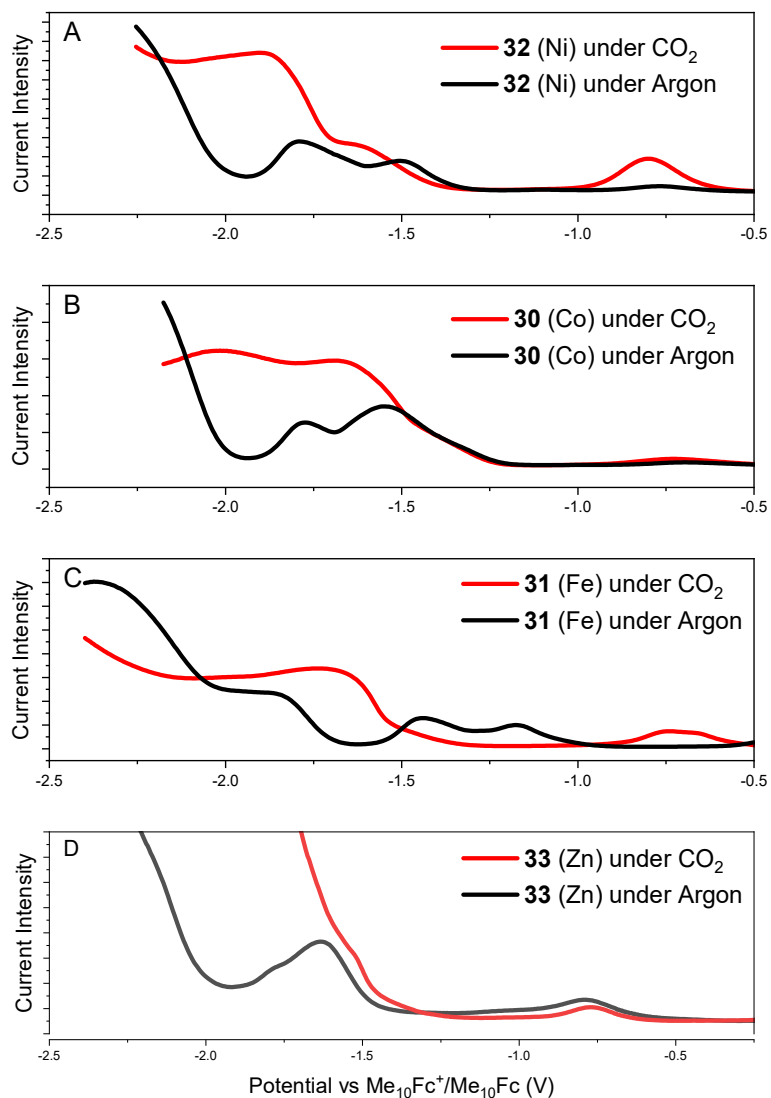 A
32 (Ni) under CO₂
32 (Ni) under Argon
Current Intensity
-2.5 -2.0 -1.5 -1.0 -0.5
B
30 (Co) under CO₂
30 (Co) under Argon
Current Intensity
-2.5 -2.0 -1.5 -1.0 -0.5
C
31 (Fe) under CO₂
31 (Fe) under Argon
Current Intensity
-2.5 -2.0 -1.5 -1.0 -0.5
D
33 (Zn) under CO₂
33 (Zn) under Argon
Current Intensity
-2.5 -2.0 -1.5 -1.0 -0.5
Potential vs Me₁₀Fc⁺/Me₁₀Fc (V)